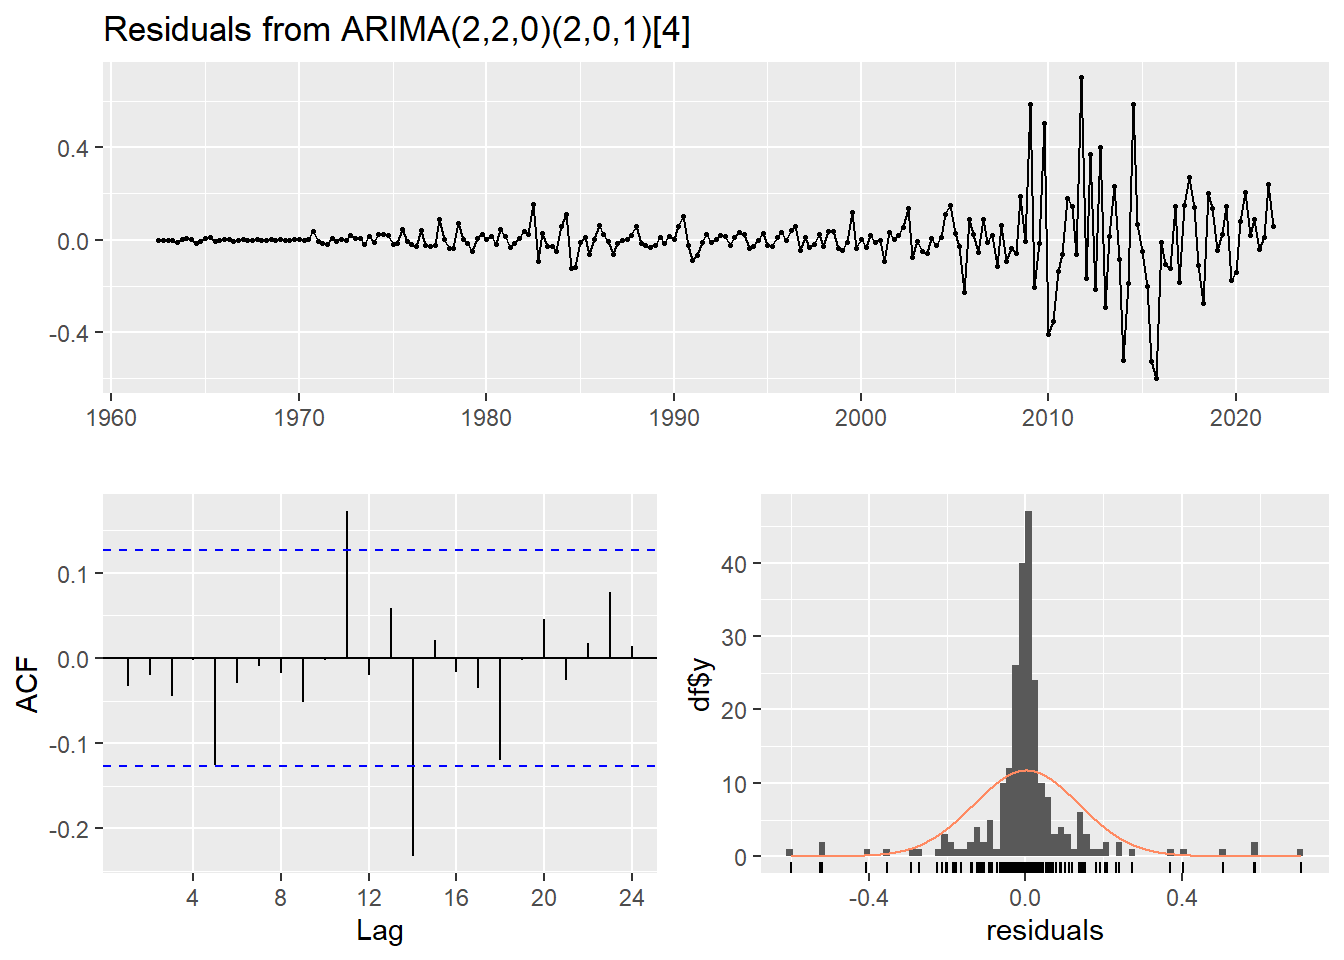 Residuals from ARIMA(2,2,0)(2,0,1)[4]
0.4
0.0
-0.4
1960 1970 1980 1990 2000 2010 2020
ACF
0.1
0.0
-0.1
-0.2
4 8 12 16 20 24
Lag
df$y
40
30
20
10
0
-0.4 0.0 0.4
residuals